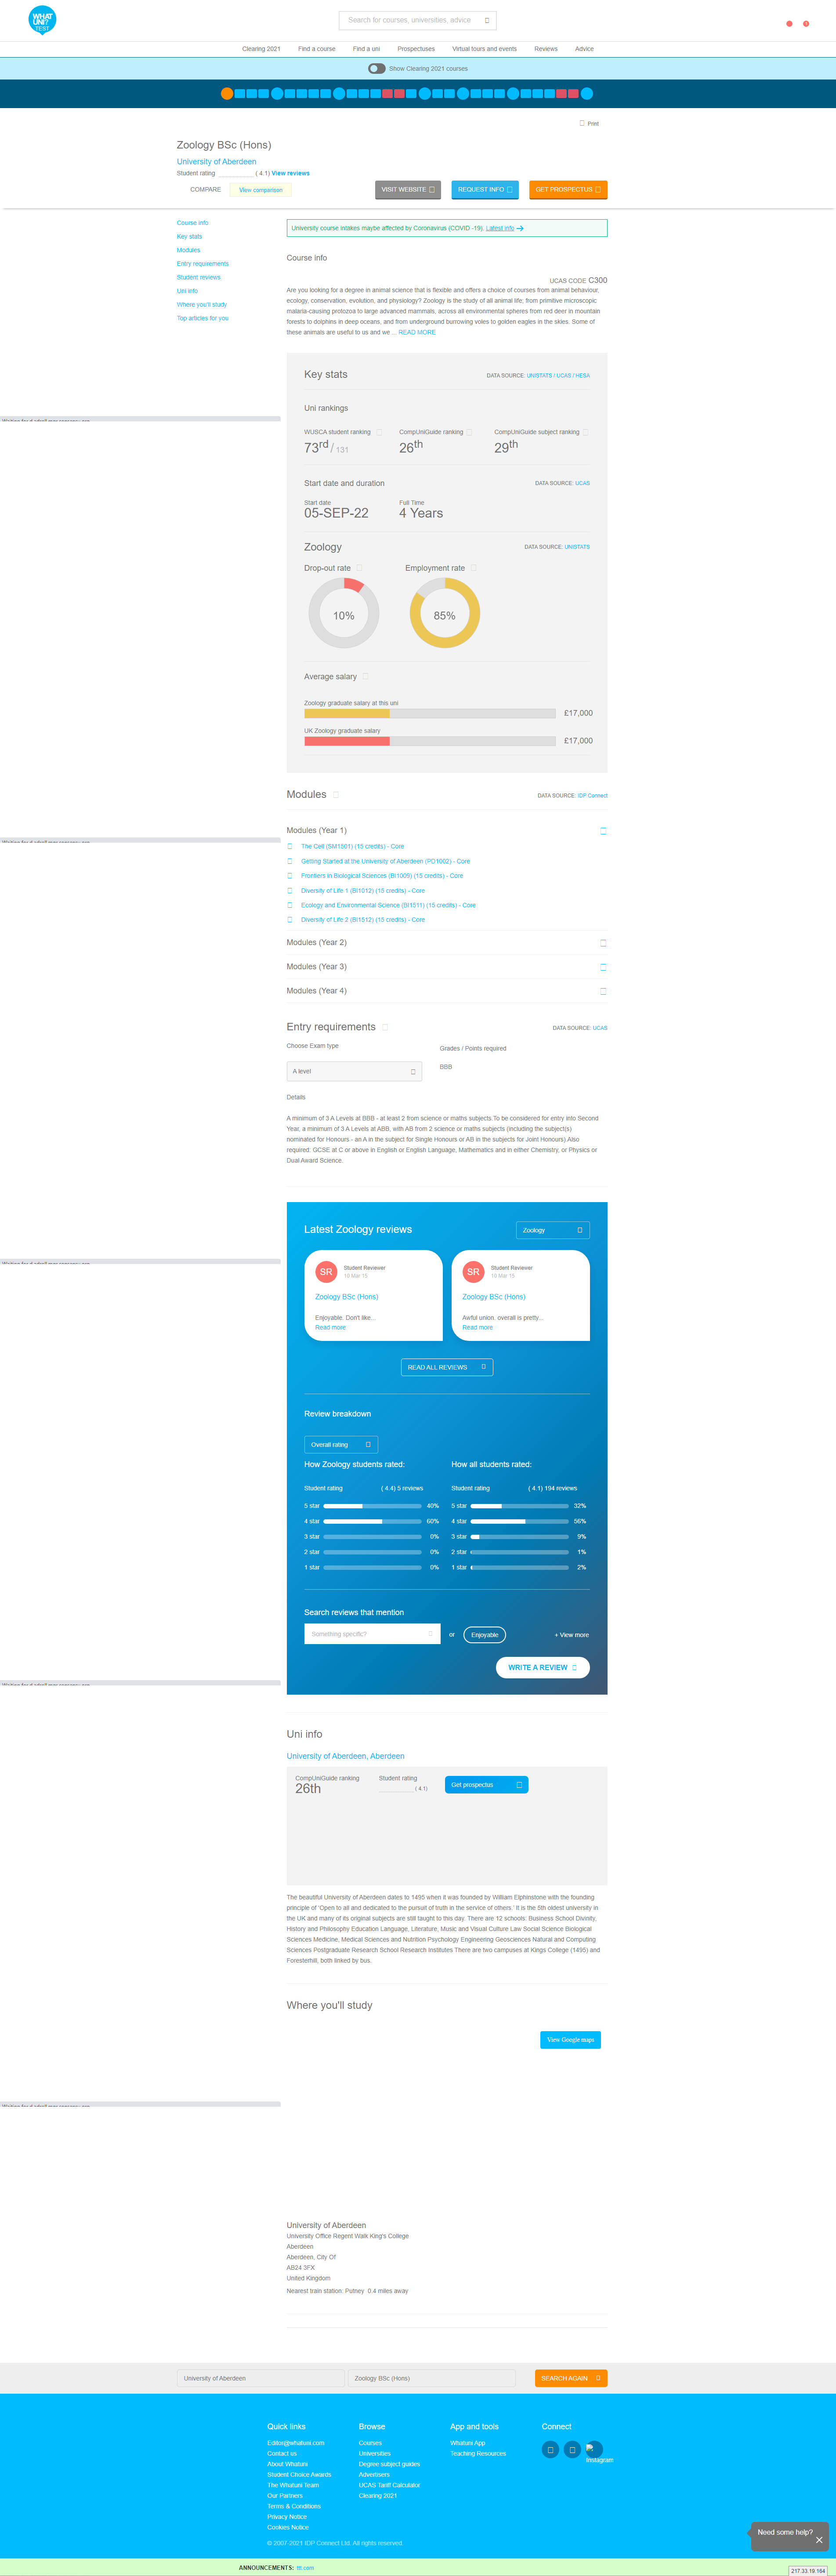 WHAT
UNI?
TEST
Search for courses, universities, advice
Clearing 2021 Find a course Find a uni Prospectuses Virtual tours and events Reviews Advice
Show Clearing 2021 courses
Print
Zoology BSc (Hons)
University of Aberdeen
Student rating ( 4.1) View reviews
COMPARE View comparison
VISIT WEBSITE REQUEST INFO GET PROSPECTUS
Course info
Key stats
Modules
Entry requirements
Student reviews
Uni info
Where you'll study
Top articles for you
University course intakes maybe affected by Coronavirus (COVID -19). Latest info
Course info
UCAS CODE C300
Are you looking for a degree in animal science that is flexible and offers a choice of courses from animal behaviour,
ecology, conservation, evolution, and physiology? Zoology is the study of all animal life; from primitive microscopic
malaria-causing protozoa to large advanced mammals, across all environmental spheres from red deer in mountain
forests to dolphins in deep oceans, and from underground burrowing voles to golden eagles in the skies. Some of
these animals are useful to us and we ... READ MORE
Key stats DATA SOURCE: UNISTATS / UCAS / HESA
Uni rankings
WUSCA student ranking CompUniGuide ranking CompUniGuide subject ranking
73rd / 131 26th 29th
Start date and duration DATA SOURCE: UCAS
Start date Full Time
05-SEP-22 4 Years
Zoology DATA SOURCE: UNISTATS
Drop-out rate Employment rate
10% 85%
Average salary
Zoology graduate salary at this uni
£17,000
UK Zoology graduate salary
£17,000
Modules DATA SOURCE: IDP Connect
Modules (Year 1)
The Cell (SM1501) (15 credits) - Core
Getting Started at the University of Aberdeen (PD1002) - Core
Frontiers in Biological Sciences (BI1009) (15 credits) - Core
Diversity of Life 1 (BI1012) (15 credits) - Core
Ecology and Environmental Science (BI1511) (15 credits) - Core
Diversity of Life 2 (BI1512) (15 credits) - Core
Modules (Year 2)
Modules (Year 3)
Modules (Year 4)
Entry requirements DATA SOURCE: UCAS
Choose Exam type Grades / Points required
A level BBB
Details
A minimum of 3 A Levels at BBB - at least 2 from science or maths subjects.To be considered for entry into Second
Year, a minimum of 3 A Levels at ABB, with AB from 2 science or maths subjects (including the subject(s)
nominated for Honours - an A in the subject for Single Honours or AB in the subjects for Joint Honours).Also
required: GCSE at C or above in English or English Language, Mathematics and in either Chemistry, or Physics or
Dual Award Science.
Latest Zoology reviews Zoology
SR Student Reviewer
19 Mar 15
Zoology BSc (Hons)
Enjoyable. Don't like...
Read more
SR Student Reviewer
19 Mar 15
Zoology BSc (Hons)
Awful union. overall is pretty...
Read more
READ ALL REVIEWS
Review breakdown
Overall rating
How Zoology students rated: How all students rated:
Student rating ( 4.4) 5 reviews Student rating ( 4.1) 194 reviews
5 star 40% 5 star 32%
4 star 60% 4 star 56%
3 star 0% 3 star 9%
2 star 0% 2 star 1%
1 star 0% 1 star 2%
Search reviews that mention
Something specific? or Enjoyable + View more
WRITE A REVIEW
Uni info
University of Aberdeen, Aberdeen
CompUniGuide ranking Student rating Get prospectus
26th ( 4.1)
The beautiful University of Aberdeen dates to 1495 when it was founded by William Elphinstone with the founding
principle of 'Open to all and dedicated to the pursuit of truth in the service of others.' It is the 5th oldest university in
the UK and many of its original subjects are still taught to this day. There are 12 schools: Business School Divinity,
History and Philosophy Education Language, Literature, Music and Visual Culture Law Social Science Biological
Sciences Medicine, Medical Sciences and Nutrition Psychology Engineering Geosciences Natural and Computing
Sciences Postgraduate Research School Research Institutes There are two campuses at Kings College (1495) and
Foresterhill, both linked by bus.
Where you'll study
View Google maps
University of Aberdeen
University Office Regent Walk King's College
Aberdeen
Aberdeen, City Of
AB24 3FX
United Kingdom
Nearest train station: Putney 0.4 miles away
University of Aberdeen Zoology BSc (Hons) SEARCH AGAIN
Quick links Browse App and tools Connect
Editor@whatuni.com Courses Whatuni App
Contact us Universities Teaching Resources
About Whatuni Degree subject guides Instagram
Student Choice Awards Advertisers
The Whatuni Team UCAS Tariff Calculator
Our Partners Clearing 2021
Terms & Conditions
Privacy Notice
Cookies Notice
© 2007-2021 IDP Connect Ltd. All rights reserved.
Need some help?
ANNOUNCEMENTS: 18.com
217.33.19.164